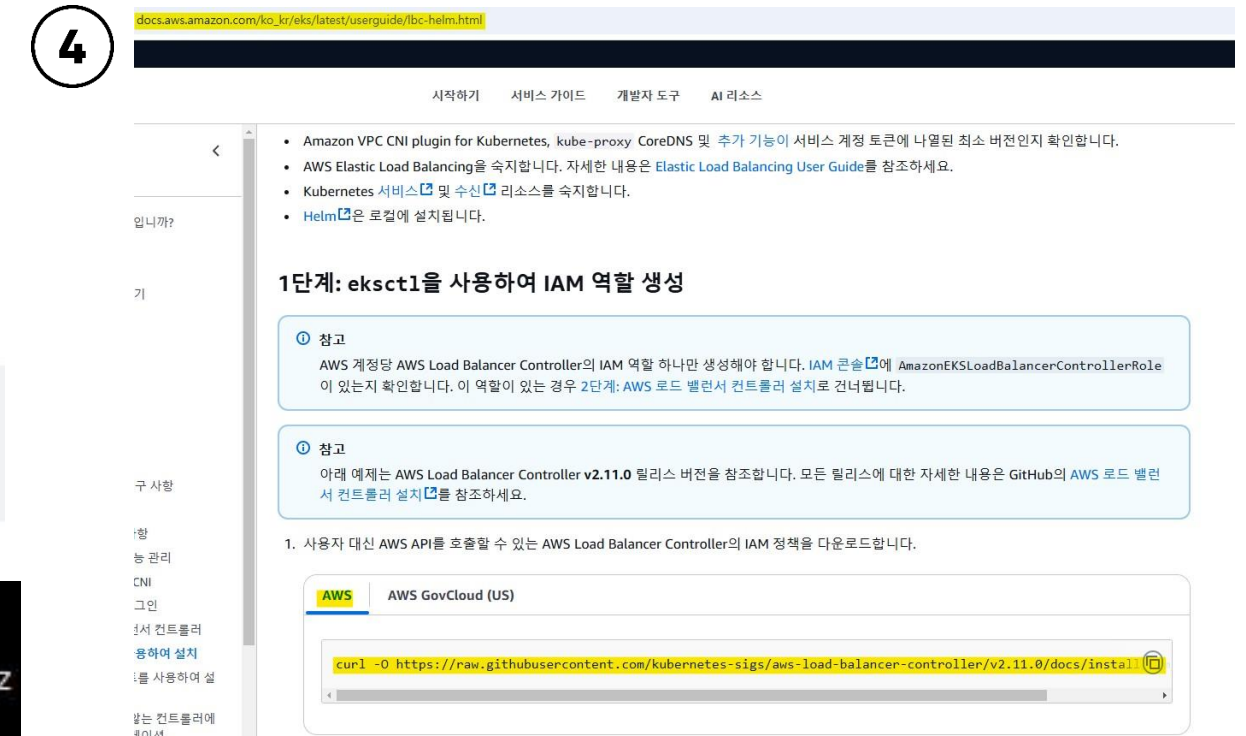 4
docs.aws.amazon.com/ko_kr/eks/latest/userguide/lbc-helm.html
시작하기 서비스 가이드 개발자 도구 AI 리소스
• Amazon VPC CNI plugin for Kubernetes, kube-proxy CoreDNS 및 추가 기능이 서비스 계정 토큰에 나열된 최소 버전인지 확인합니다.
• AWS Elastic Load Balancing을 숙지합니다. 자세한 내용은 Elastic Load Balancing User Guide를 참조하세요.
• Kubernetes 서비스 및 수신 리소스를 숙지합니다.
• Helm은 로컬에 설치됩니다.
입니까?
기
구 사항
항
능 관리
CNI
그인
런서 컨트롤러
용하여 설치
를 사용하여 설
않는 컨트롤러에
1단계: eksctl을 사용하여 IAM 역할 생성
참고
AWS 계정당 AWS Load Balancer Controller의 IAM 역할 하나만 생성해야 합니다. IAM 콘솔에 AmazonEKSLoadBalancerControllerRole
이 있는지 확인합니다. 이 역할이 있는 경우 2단계: AWS 로드 밸런서 컨트롤러 설치로 건너뜁니다.
참고
아래 예제는 AWS Load Balancer Controller v2.11.0 릴리스 버전을 참조합니다. 모든 릴리스에 대한 자세한 내용은 GitHub의 AWS 로드 밸런
서 컨트롤러 설치를 참조하세요.
1. 사용자 대신 AWS API를 호출할 수 있는 AWS Load Balancer Controller의 IAM 정책을 다운로드합니다.
AWS AWS GovCloud (US)
curl -O https://raw.githubusercontent.com/kubernetes-sigs/aws-load-balancer-controller/v2.11.0/docs/install
z